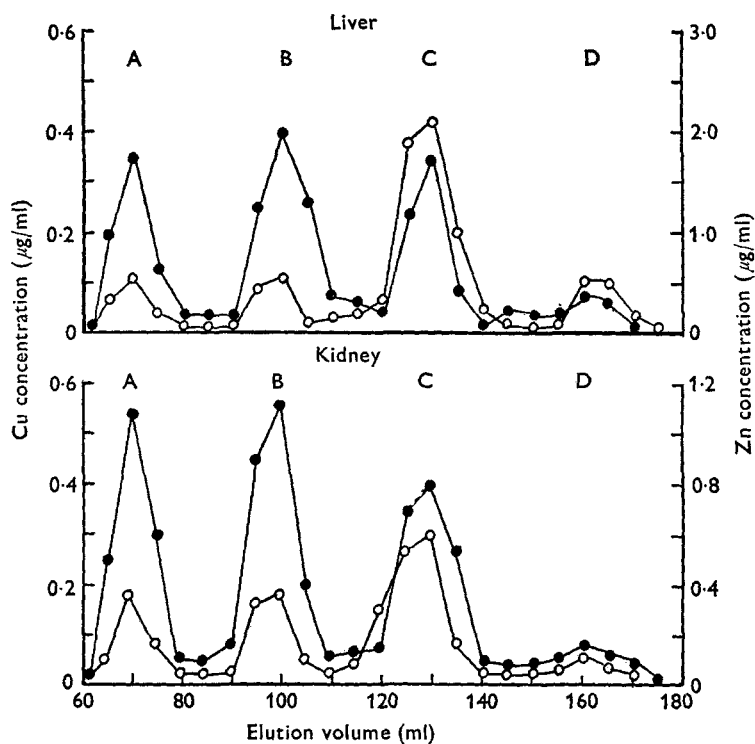 Liver
A B C D
0·6
0·4
0·2
0
3·0
2·0
1·0
0
Kidney
A B C D
0·6
0·4
0·2
0
1·2
0·8
0·4
0
60 80 100 120 140 160 180
Elution volume (ml)
Cu concentration (μg/ml)
Zn concentration (μg/ml)